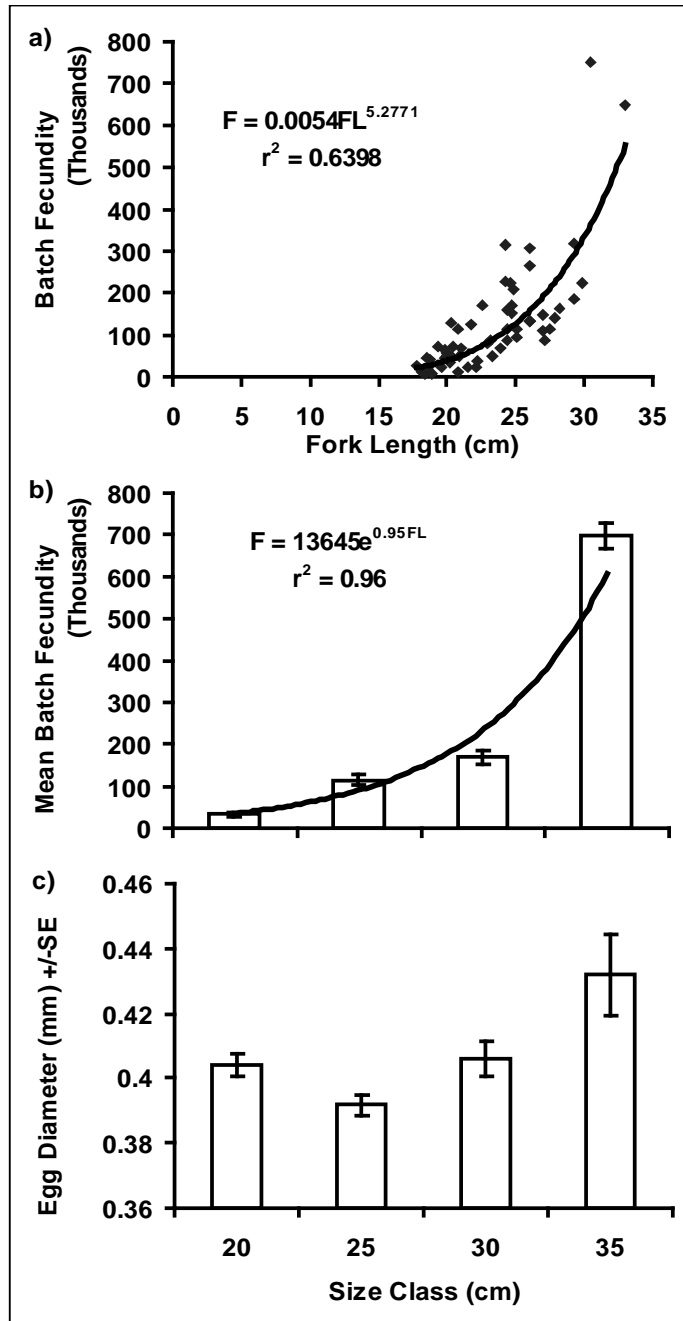 a)
Batch Fecundity
(Thousands)
800
700
600
500
400
300
200
100
0
F = 0.0054FL^5.2771
r² = 0.6398
0 5 10 15 20 25 30 35
Fork Length (cm)
b)
Mean Batch Fecundity
(Thousands)
800
700
600
500
400
300
200
100
0
F = 13645e^0.95FL
r² = 0.96
c)
Egg Diameter (mm) +/-SE
0.46
0.44
0.42
0.4
0.38
0.36
20 25 30 35
Size Class (cm)